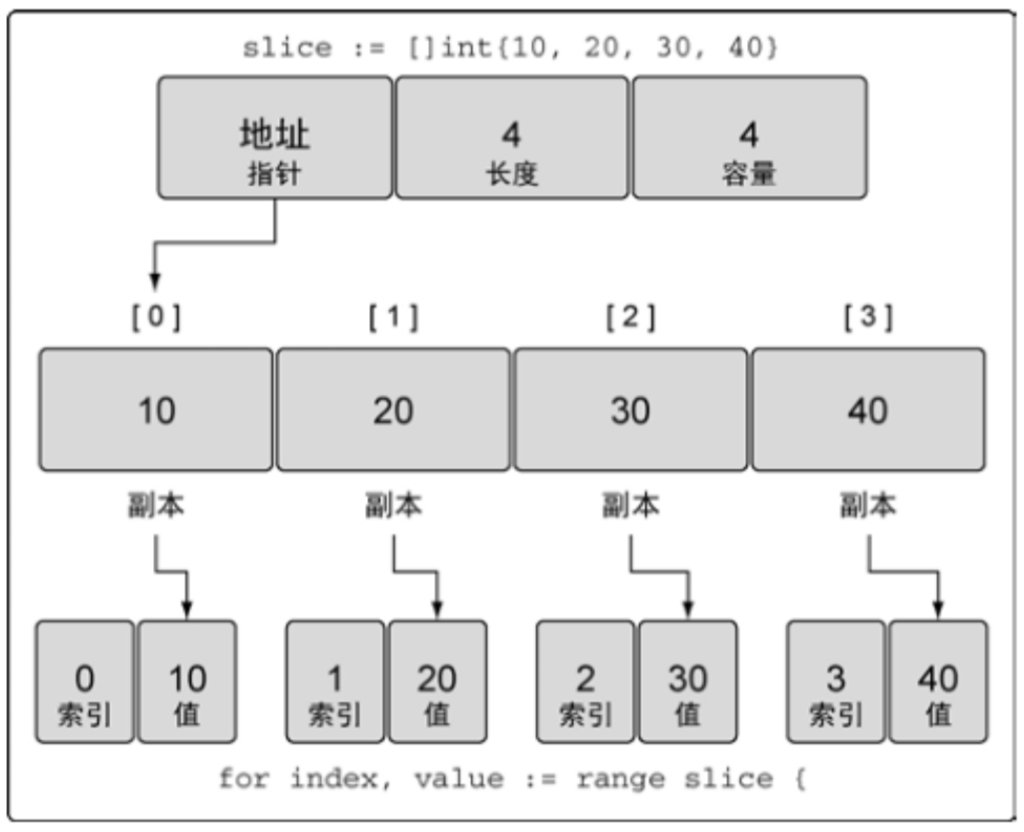 slice := []int{10, 20, 30, 40}
地址 4 4
指针 长度 容量
[0] [1] [2] [3]
10 20 30 40
副本 副本 副本 副本
0 10 1 20 2 30 3 40
索引 值 索引 值 索引 值 索引 值
for index, value := range slice {